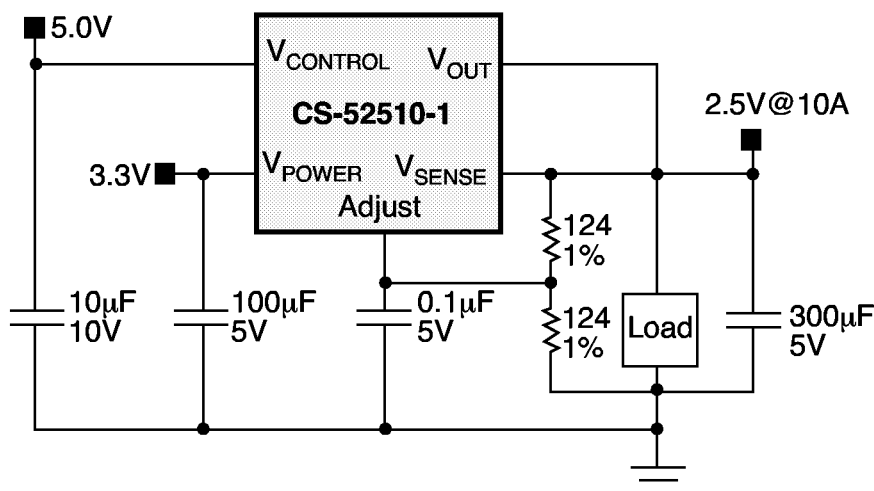 5.0V
VCONTROL
VOUT
CS-52510-1
2.5V@10A
3.3V
VPOWER
VSENSE
Adjust
124
1%
10μF
10V
100μF
5V
0.1μF
5V
124
1%
Load
300μF
5V